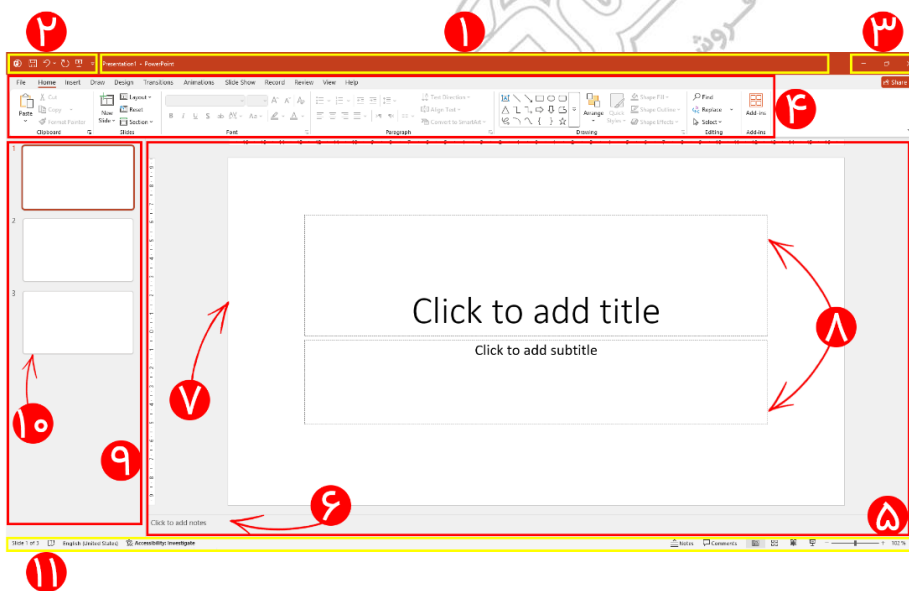 ۲
۱
۳
Presentation1 - PowerPoint
File Home Insert Draw Design Transitions Animations Slide Show Record Review View Help
Share
Paste
Cut
Copy
Format Painter
Clipboard
New Slide
Layout
Reset
Section
Slides
B I U S ab AV Aa A
Font
Text Direction
Align Text
Convert to SmartArt
Paragraph
Arrange
Quick Styles
Shape Fill
Shape Outline
Shape Effects
Drawing
Find
Replace
Select
Editing
Add-ins
Add-ins
۴
1
2
3
Click to add title
Click to add subtitle
۸
۷
۱۰
۹
۶
Click to add notes
۵
Slide 1 of 3 English (United States) Accessibility: Investigate Notes Comments 102 %
۱۱